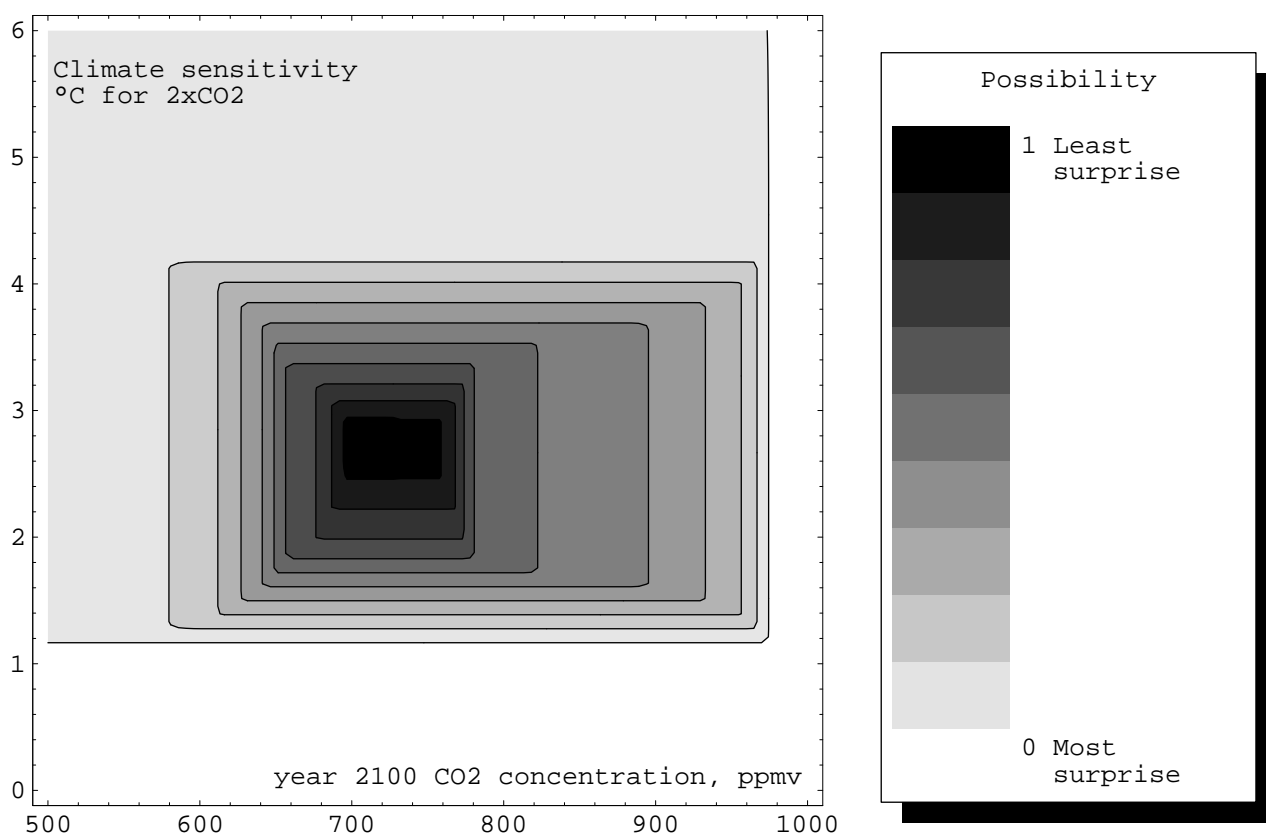 6
5
4
3
2
1
0
Climate sensitivity
°C for 2xCO2
year 2100 CO2 concentration, ppmv
500 600 700 800 900 1000
Possibility
1 Least
surprise
0 Most
surprise